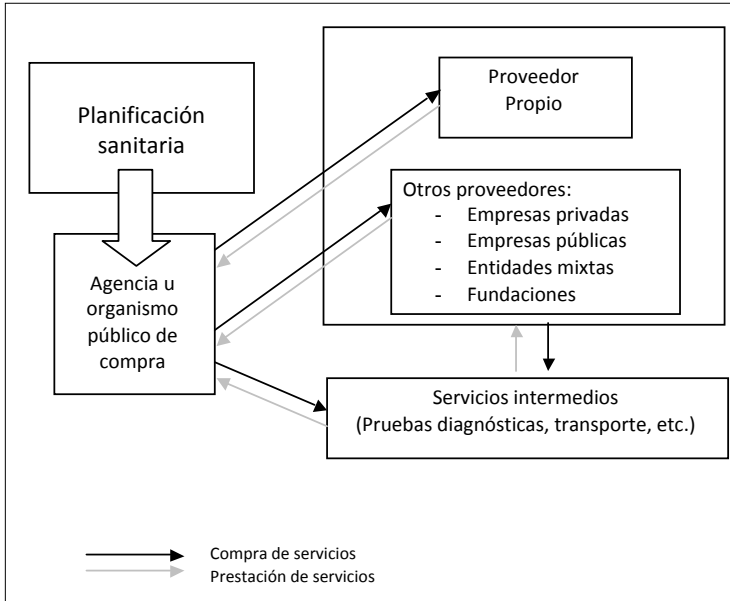 Planificación
sanitaria
Agencia u
organismo
público de
compra
Proveedor
Propio
Otros proveedores:
- Empresas privadas
- Empresas públicas
- Entidades mixtas
- Fundaciones
Servicios intermedios
(Pruebas diagnósticas, transporte, etc.)
Compra de servicios
Prestación de servicios